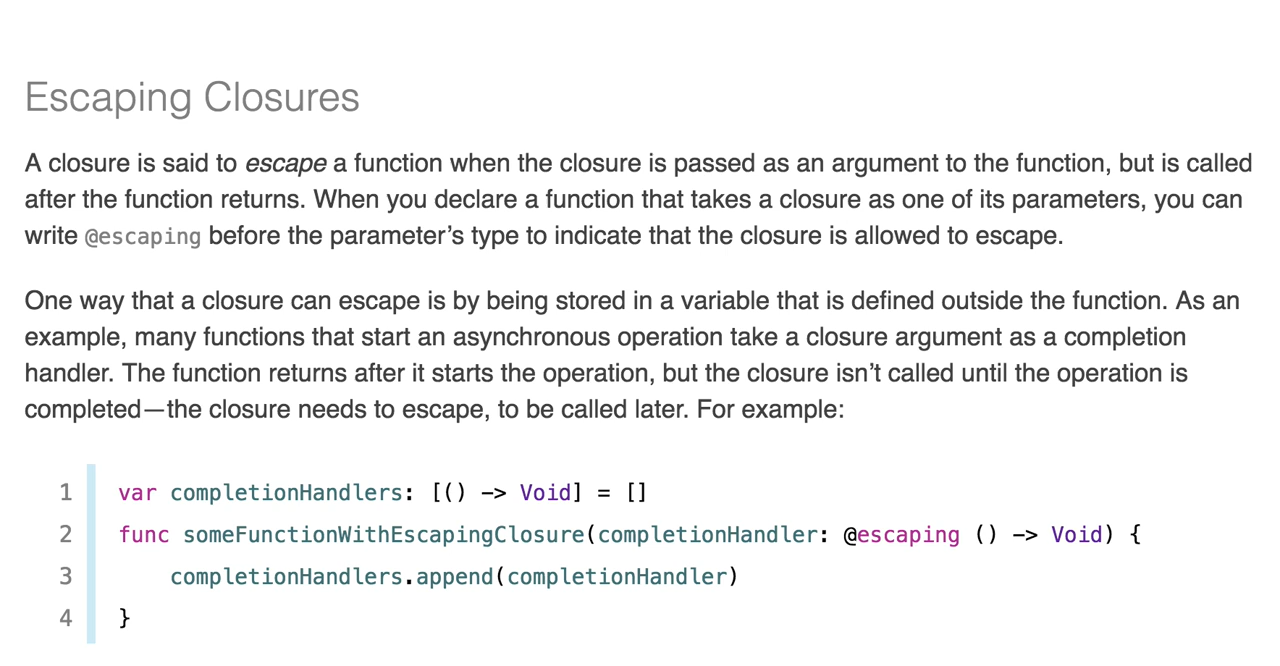 Escaping Closures
A closure is said to escape a function when the closure is passed as an argument to the function, but is called
after the function returns. When you declare a function that takes a closure as one of its parameters, you can
write @escaping before the parameter’s type to indicate that the closure is allowed to escape.
One way that a closure can escape is by being stored in a variable that is defined outside the function. As an
example, many functions that start an asynchronous operation take a closure argument as a completion
handler. The function returns after it starts the operation, but the closure isn’t called until the operation is
completed—the closure needs to escape, to be called later. For example:
1 var completionHandlers: [() -> Void] = []
2 func someFunctionWithEscapingClosure(completionHandler: @escaping () -> Void) {
3 completionHandlers.append(completionHandler)
4 }